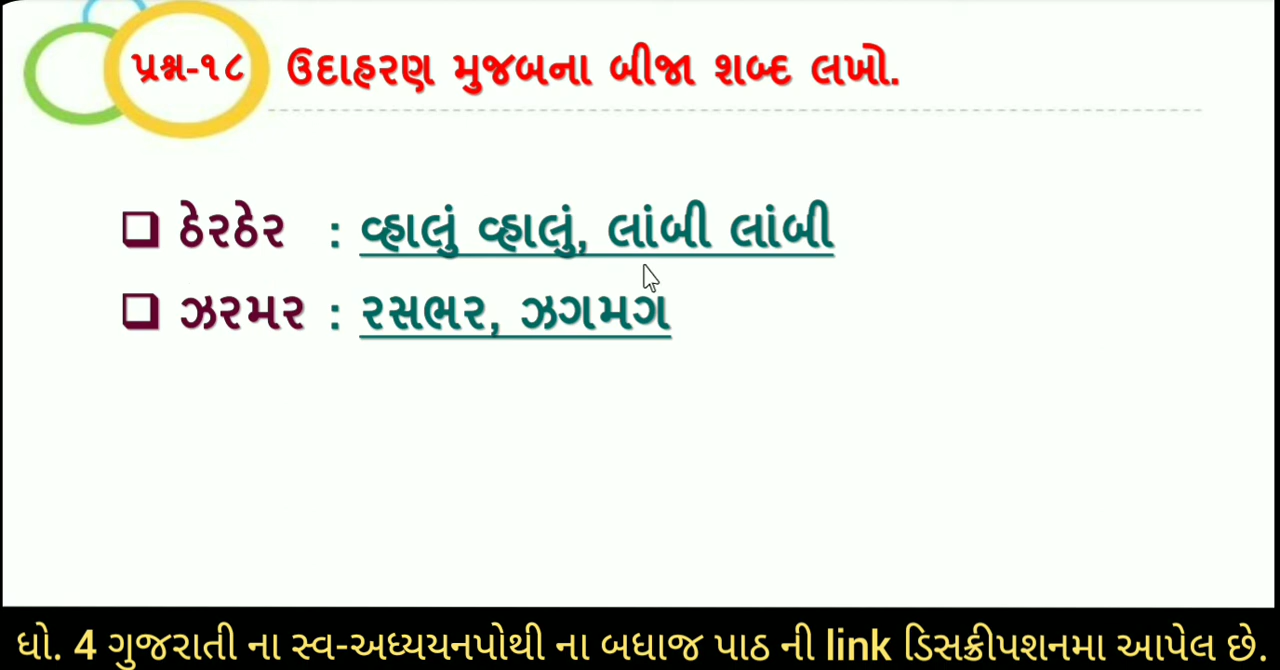 પ્રશ્ન-૧૮ ઉદાહરણ મુજબના બીજા શબ્દ લખો.
ઠેરઠેર : વ્હાલું વ્હાલું, લાંબી લાંબી
ઝરમર : રસભર, ઝગમગ
ધો. 4 ગુજરાતી ના સ્વ-અધ્યયનપોથી ના બધાજ પાઠ ની link ડિસક્રીપશનમા આપેલ છે.